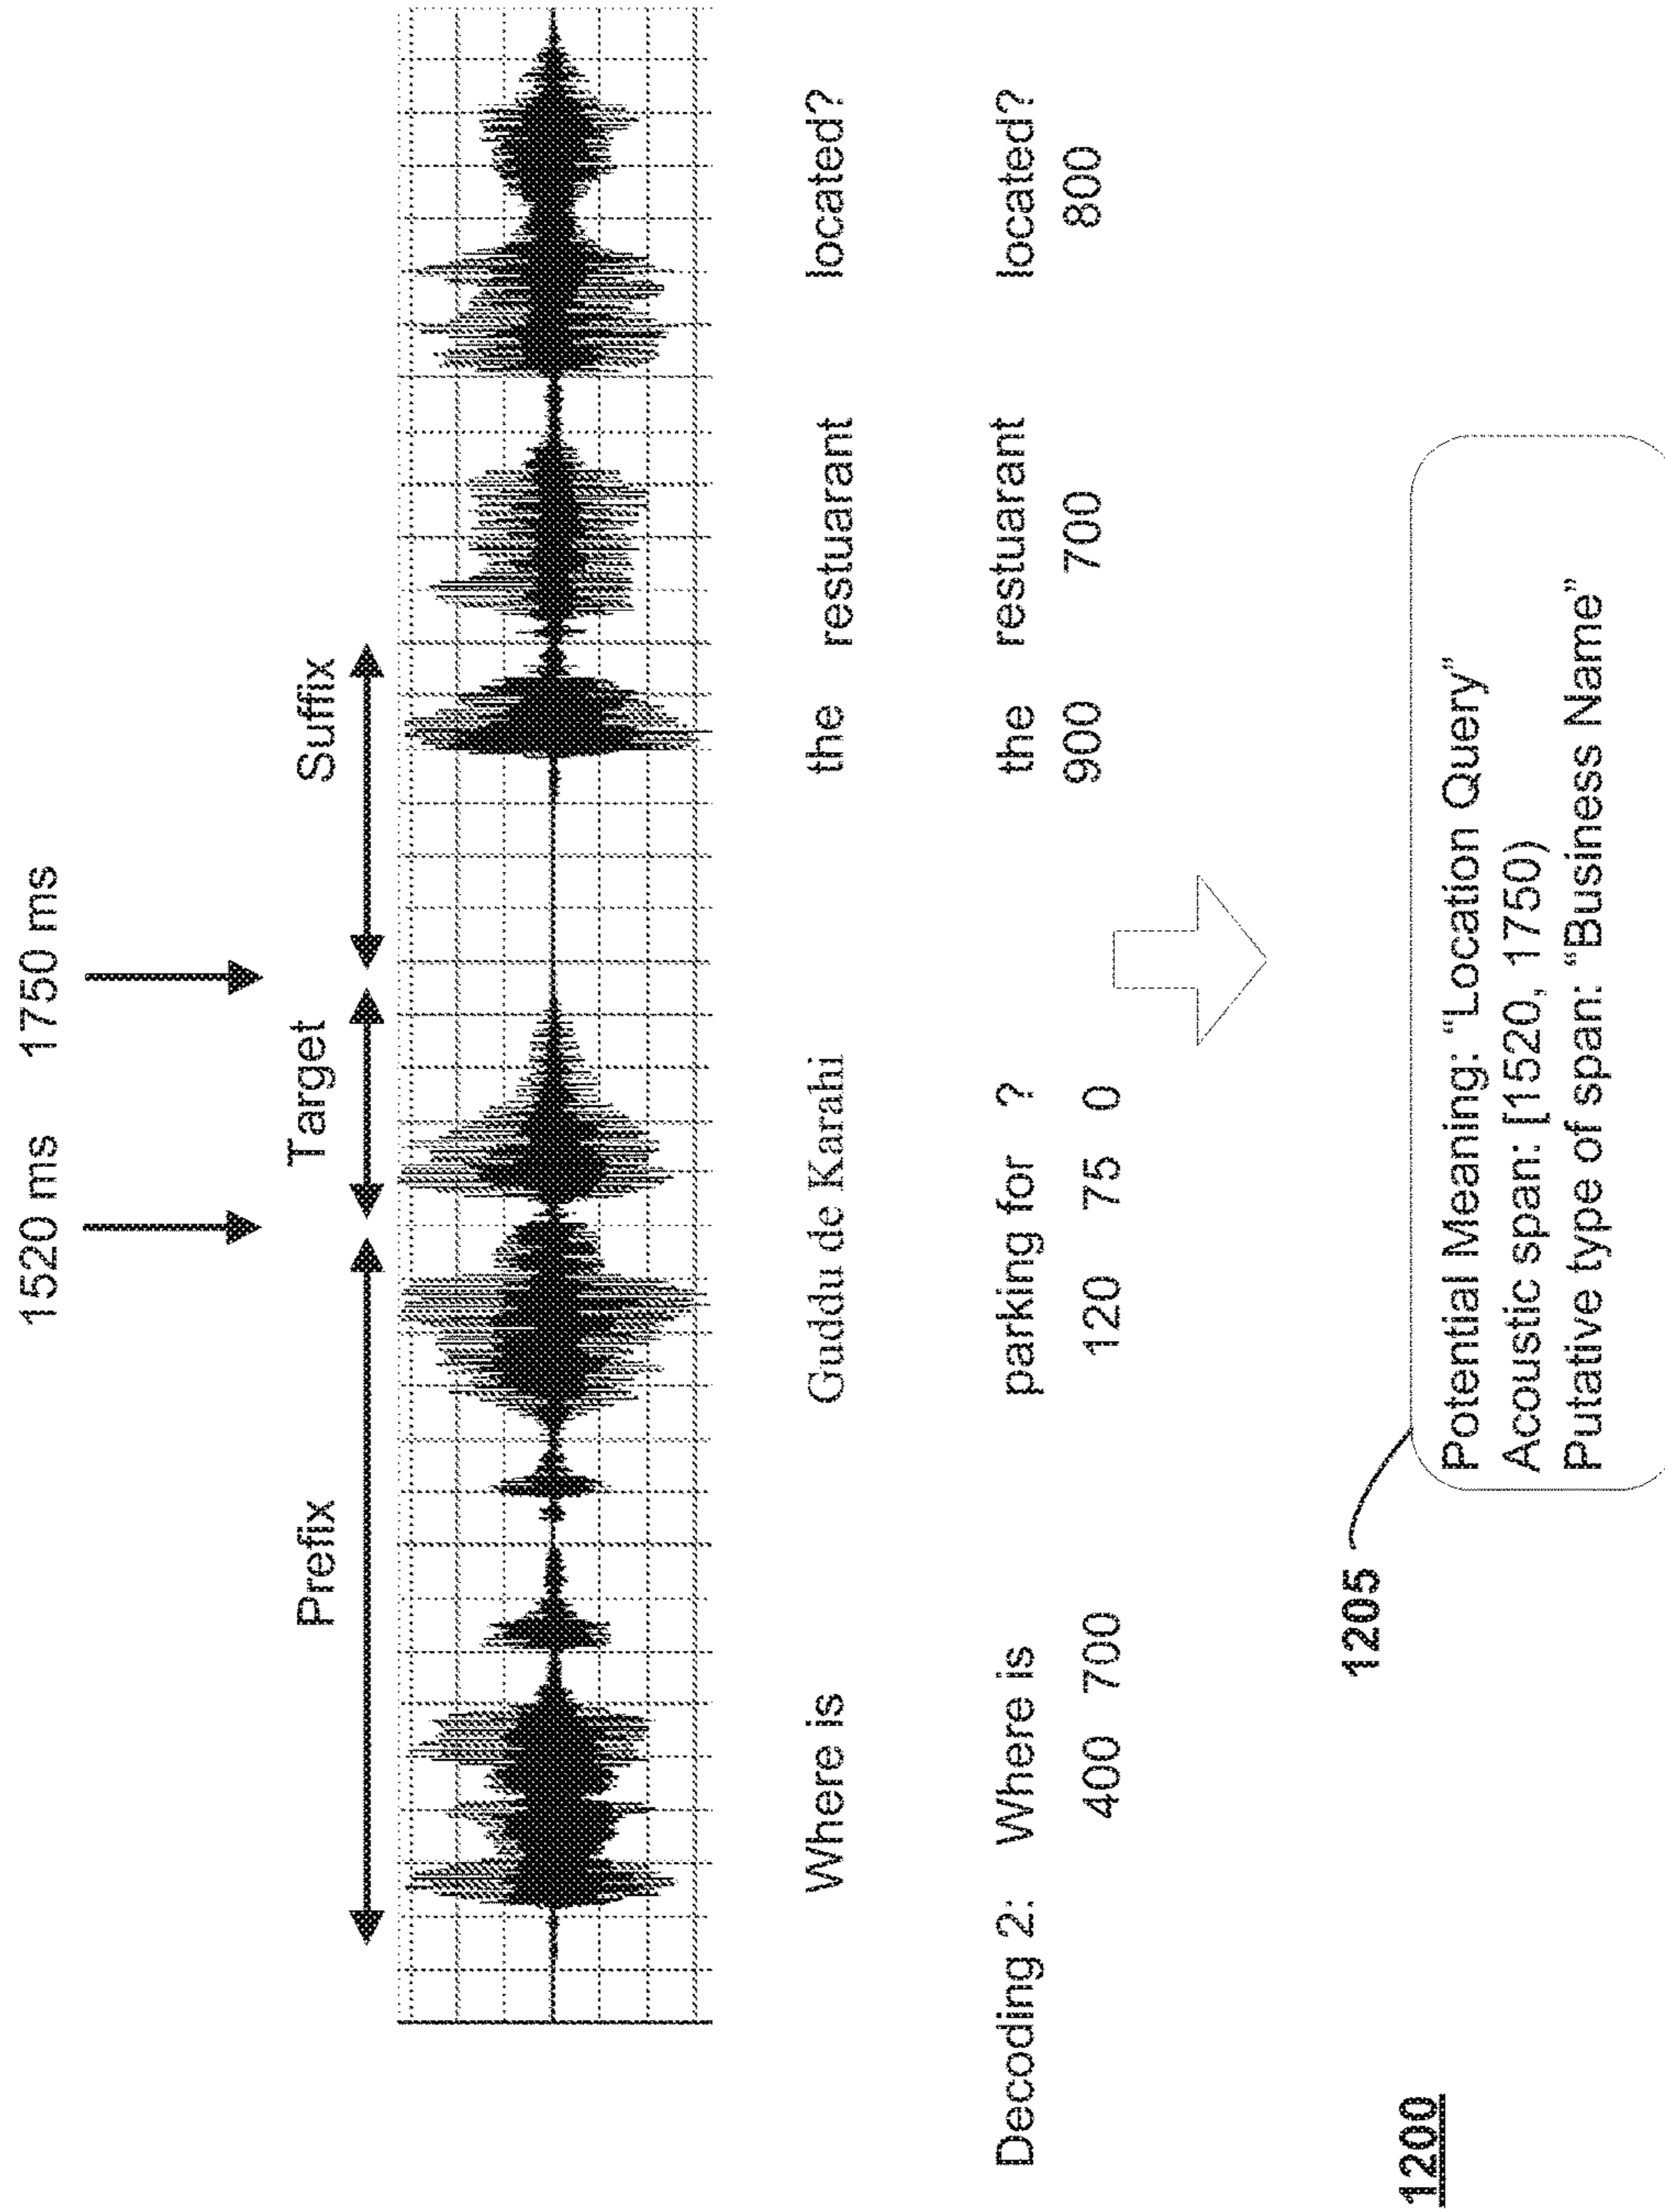 1520 ms 1750 ms
Prefix Target Suffix
Where is Guddu de Karahi the restuarant located?
Decoding 2: Where is parking for ? the restuarant located?
400 700 120 75 0 900 700 800
1205
Potential Meaning: “Location Query”
Acoustic span: [1520, 1750)
Putative type of span: “Business Name”
1200